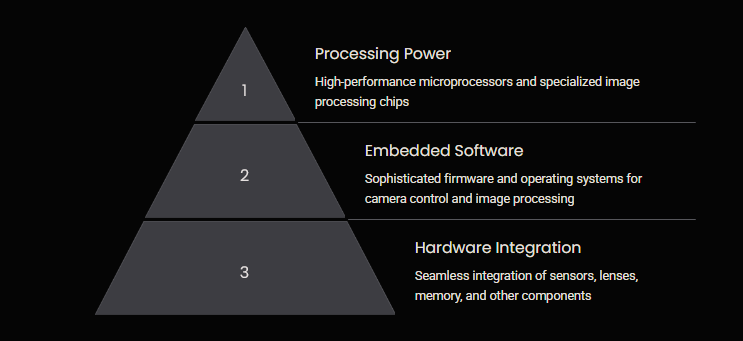 1
Processing Power
High-performance microprocessors and specialized image
processing chips
2
Embedded Software
Sophisticated firmware and operating systems for
camera control and image processing
3
Hardware Integration
Seamless integration of sensors, lenses,
memory, and other components